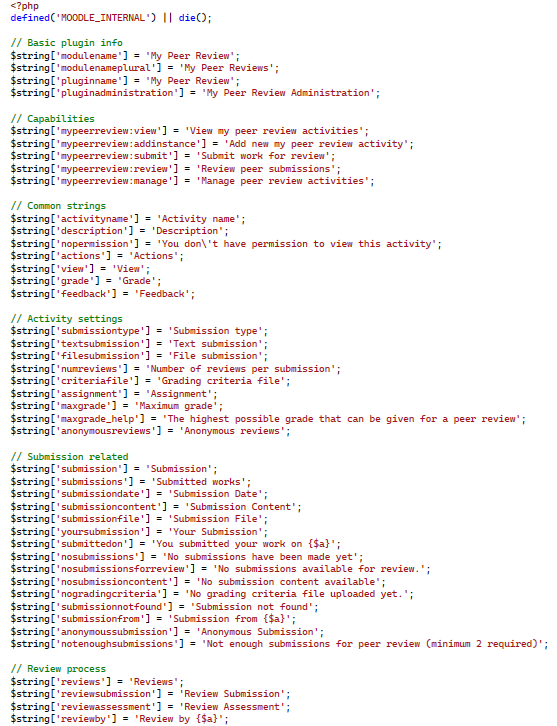 <?php
defined('MOODLE_INTERNAL') || die();
// Basic plugin info
$string['modulename'] = 'My Peer Review';
$string['modulenameplural'] = 'My Peer Reviews';
$string['pluginname'] = 'My Peer Review';
$string['pluginadministration'] = 'My Peer Review Administration';
// Capabilities
$string['mypeerreview:view'] = 'View my peer review activities';
$string['mypeerreview:addinstance'] = 'Add new my peer review activity';
$string['mypeerreview:submit'] = 'Submit work for review';
$string['mypeerreview:review'] = 'Review peer submissions';
$string['mypeerreview:manage'] = 'Manage peer review activities';
// Common strings
$string['activityname'] = 'Activity name';
$string['description'] = 'Description';
$string['nopermission'] = 'You don\'t have permission to view this activity';
$string['actions'] = 'Actions';
$string['view'] = 'View';
$string['grade'] = 'Grade';
$string['feedback'] = 'Feedback';
// Activity settings
$string['submissiontype'] = 'Submission type';
$string['textsubmission'] = 'Text submission';
$string['filesubmission'] = 'File submission';
$string['numreviews'] = 'Number of reviews per submission';
$string['criteriafile'] = 'Grading criteria file';
$string['assignment'] = 'Assignment';
$string['maxgrade'] = 'Maximum grade';
$string['maxgrade_help'] = 'The highest possible grade that can be given for a peer review';
$string['anonymousreviews'] = 'Anonymous reviews';
// Submission related
$string['submission'] = 'Submission';
$string['submissions'] = 'Submitted works';
$string['submissiondate'] = 'Submission Date';
$string['submissioncontent'] = 'Submission Content';
$string['submissionfile'] = 'Submission File';
$string['yoursubmission'] = 'Your Submission';
$string['submittedon'] = 'You submitted your work on {$a}';
$string['nosubmissions'] = 'No submissions have been made yet';
$string['nosubmissionsforreview'] = 'No submissions available for review.';
$string['nosubmissioncontent'] = 'No submission content available';
$string['nogradingcriteria'] = 'No grading criteria file uploaded yet.';
$string['submissionnotfound'] = 'Submission not found';
$string['submissionfrom'] = 'Submission from {$a}';
$string['anonymoussubmission'] = 'Anonymous Submission';
$string['notenoughsubmissions'] = 'Not enough submissions for peer review (minimum 2 required)';
// Review process
$string['reviews'] = 'Reviews';
$string['reviewsubmission'] = 'Review Submission';
$string['reviewassessment'] = 'Review Assessment';
$string['reviewby'] = 'Review by {$a}';